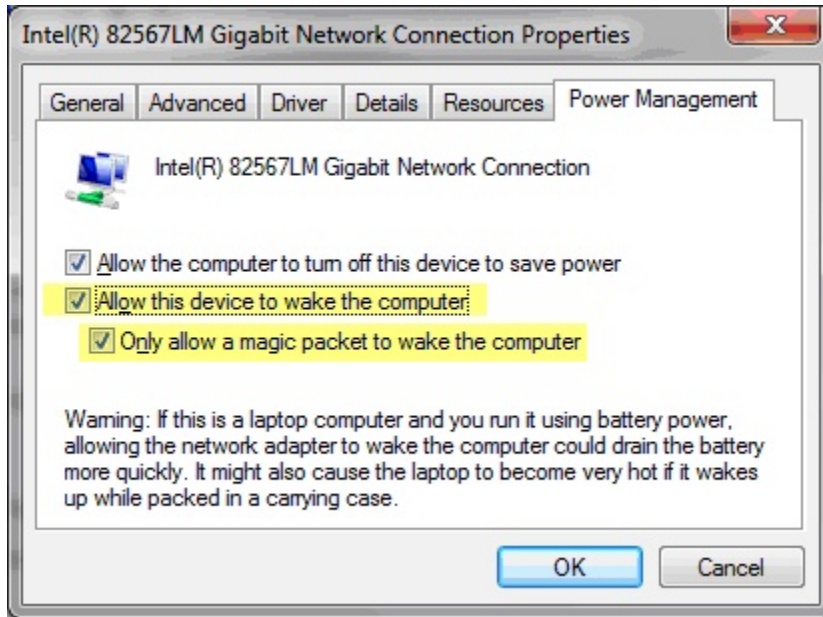 Intel(R) 82567LM Gigabit Network Connection Properties
General Advanced Driver Details Resources Power Management
Intel(R) 82567LM Gigabit Network Connection
Allow the computer to turn off this device to save power
Allow this device to wake the computer
Only allow a magic packet to wake the computer
Warning: If this is a laptop computer and you run it using battery power,
allowing the network adapter to wake the computer could drain the battery
more quickly. It might also cause the laptop to become very hot if it wakes
up while packed in a carrying case.
OK Cancel